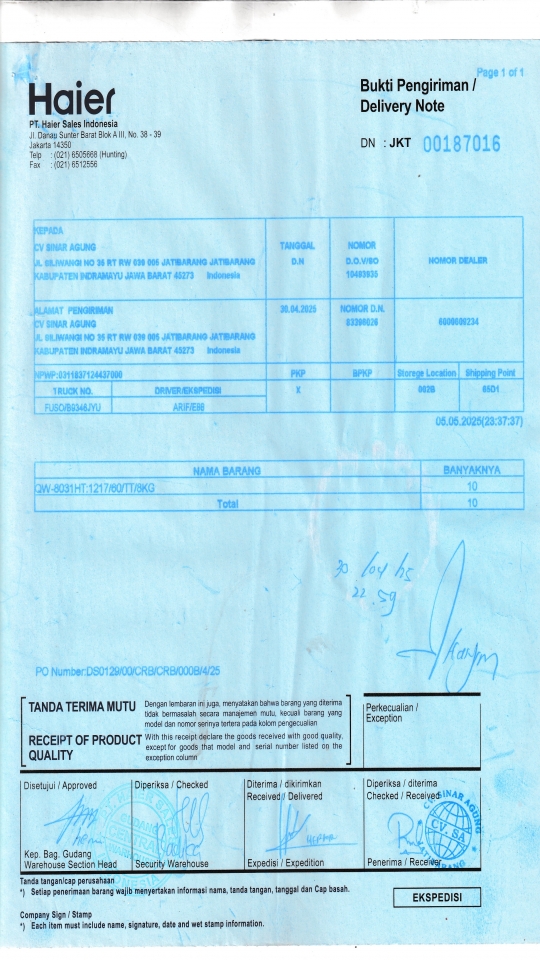 Page 1 of 1
Haier
Bukti Pengiriman /
Delivery Note
PT. Haier Sales Indonesia
Jl. Danau Sunter Barat Blok A III, No. 38 - 39
Jakarta 14350
Telp : (021) 6505668 (Hunting)
Fax : (021) 6512556
DN : JKT 00187016
KEPADA
CV SINAR AGUNG
JL SILIWANGI NO 35 RT RW 039 005 JATIBARANG JATIBARANG
KABUPATEN INDRAMAYU JAWA BARAT 45273 Indonesia
TANGGAL
D.N
NOMOR
D.O.V/SO
10493935
NOMOR DEALER
ALAMAT PENGIRIMAN
CV SINAR AGUNG
JL SILIWANGI NO 35 RT RW 039 005 JATIBARANG JATIBARANG
KABUPATEN INDRAMAYU JAWA BARAT 45273 Indonesia
30.04.2025
NOMOR D.N.
83390026
NPWP:0311837124437000
PKP BPKP Storege Location Shipping Point
TRUCK NO. DRIVER/EKSPEDISI X 002B 65D1
FUSO/B9346JYU
05.05.2025(23:37:37)
NAMA BARANG BANYAKNYA
QW-8031HT:1217/60/TT/8KG 10
Total 10
30/04
22 59
PO Number:DS0129/00/CRB/CRB/000B/4/25
TANDA TERIMA MUTU
Dengan lembaran ini juga, menyatakan bahwa barang yang diterima
tidak bermasalah secara manajemen mutu, kecuali barang yang
model dan nomor serinya tertera pada kolom pengecualian
RECEIPT OF PRODUCT
QUALITY
With this receipt declare the goods received with good quality,
except for goods that model and serial number listed on the
exception column
Perkecualian /
Exception
Disetujui / Approved
Diperiksa / Checked
Diterima / dikirimkan
Received / Delivered
Diperiksa / diterima
Checked / Received
CV. SINAR AGUNG
CV. SA
Kep. Bag. Gudang
Warehouse Section Head
Security Warehouse
Expedisi / Expedition
Penerima / Receiver
Tanda tangan/cap perusahaan
*) Setiap penerimaan barang wajib menyertakan informasi nama, tanda tangan, tanggal dan Cap basah.
EKSPEDISI
Company Sign / Stamp
*) Each item must include name, signature, date and wet stamp information.